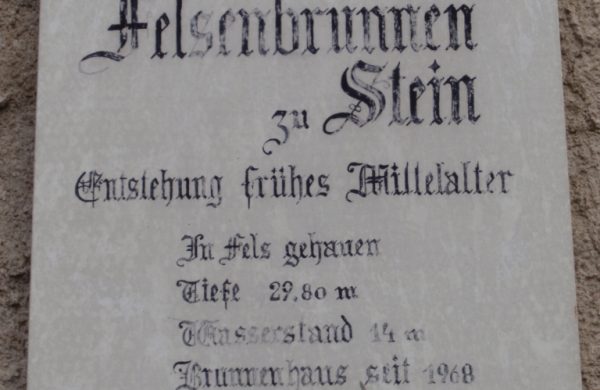 Felsenbrunnen
zu Stein
Entstehung frühes Mittelalter
In Fels gehauen
Tiefe 29,80 m
Wasserstand 14 m
Brunnenhaus seit 1968